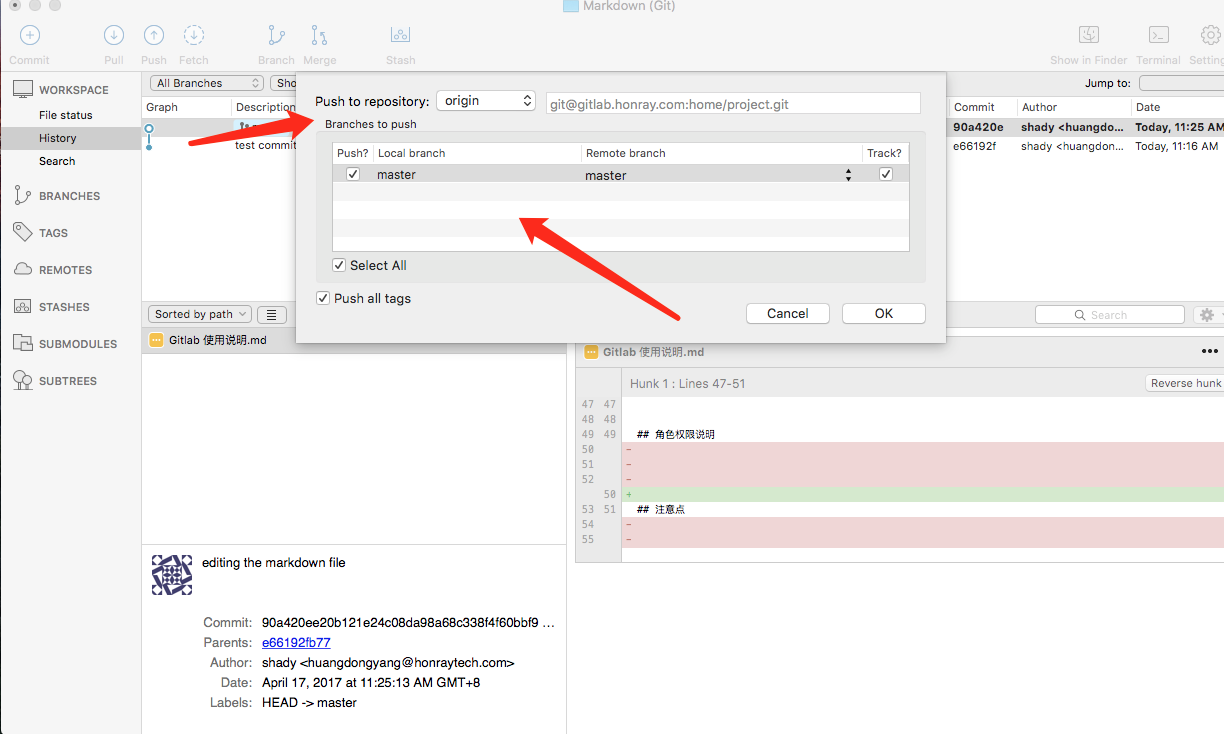 Markdown (Git)
Commit Pull Push Fetch Branch Merge Stash Show in Finder Terminal Setting
WORKSPACE
File status
History
Search
BRANCHES
TAGS
REMOTES
STASHES
SUBMODULES
SUBTREES
All Branches Sho Jump to:
Graph Description Commit Author Date
90a420e shady <huangdo... Today, 11:25 AM
test commit e66192f shady <huangdo... Today, 11:16 AM
Push to repository: origin git@gitlab.honray.com:home/project.git
Branches to push
Push? Local branch Remote branch Track?
master master
Select All
Push all tags
Cancel OK
Sorted by path Search
Gitlab 使用说明.md
Gitlab 使用说明.md
Hunk 1 : Lines 47-51 Reverse hunk
47 47
48 48
49 49 ## 角色权限说明
50 -
51 -
52 -
50 +
53 51 ## 注意点
54 -
55 -
editing the markdown file
Commit: 90a420ee20b121e24c08da98a68c338f4f60bbf9 ...
Parents: e66192fb77
Author: shady <huangdongyang@honraytech.com>
Date: April 17, 2017 at 11:25:13 AM GMT+8
Labels: HEAD -> master